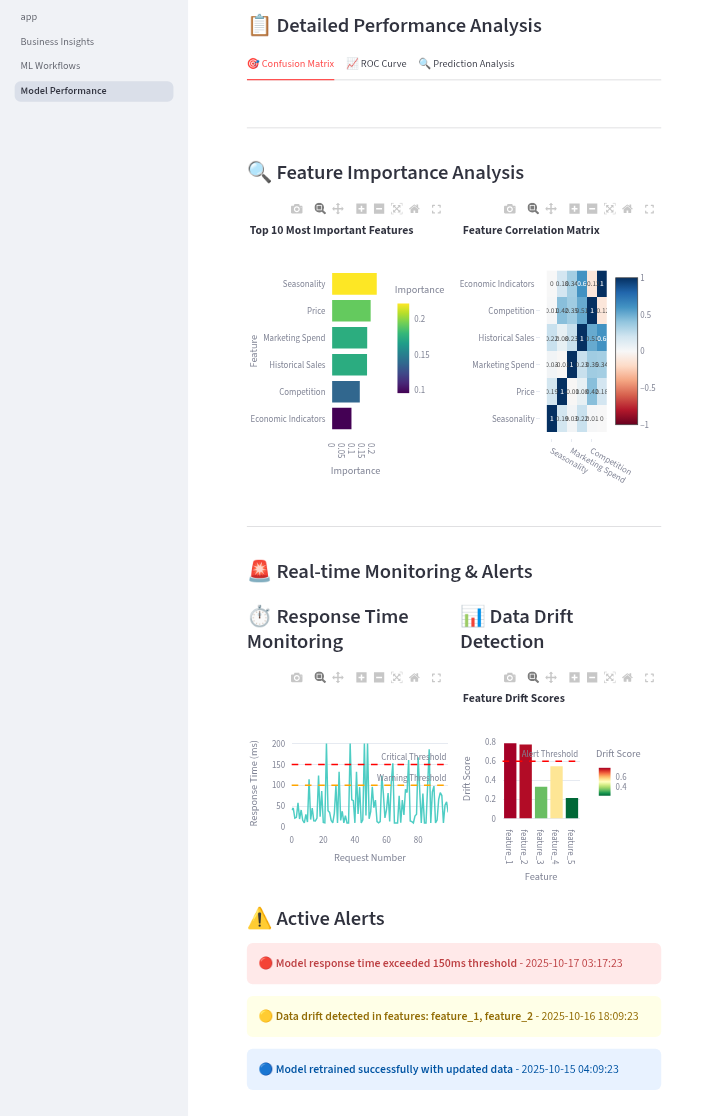 app
Business Insights
ML Workflows
Model Performance
📋 Detailed Performance Analysis
🎯 Confusion Matrix 📈 ROC Curve 🔍 Prediction Analysis
🔍 Feature Importance Analysis
Top 10 Most Important Features
Importance
Feature
Seasonality
Price
Marketing Spend
Historical Sales
Competition
Economic Indicators
0.2
0.15
0.1
0 0.05 0.1 0.15 0.2
Importance
Feature Correlation Matrix
Economic Indicators
Competition
Historical Sales
Marketing Spend
Price
Seasonality
1
0.5
0
−0.5
−1
Seasonality Marketing Spend Competition
🚨 Real-time Monitoring & Alerts
⏱️ Response Time
Monitoring
Response Time (ms)
200
150
100
50
0
Critical Threshold
Warning Threshold
0 20 40 60 80
Request Number
📊 Data Drift
Detection
Feature Drift Scores
Drift Score
0.8
0.6
0.4
0.2
0
Alert Threshold
Drift Score
0.6
0.4
feature_1 feature_2 feature_3 feature_4 feature_5
Feature
⚠️ Active Alerts
🔴 Model response time exceeded 150ms threshold - 2025-10-17 03:17:23
🟡 Data drift detected in features: feature_1, feature_2 - 2025-10-16 18:09:23
🔵 Model retrained successfully with updated data - 2025-10-15 04:09:23